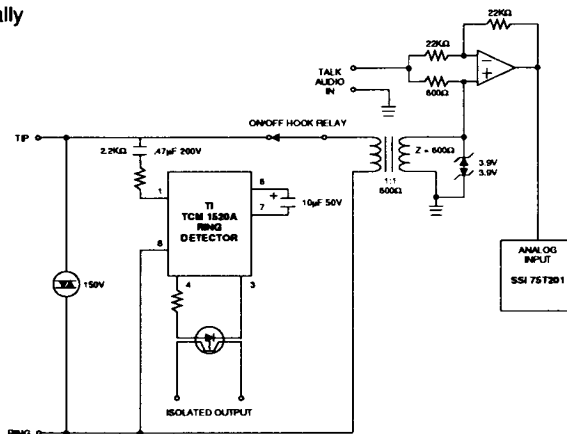 ally
22KΩ
22KΩ
TALK
AUDIO
IN
600Ω
ON/OFF HOOK RELAY
TIP
2.2KΩ
.47µF 200V
Z = 600Ω
3.9V
3.9V
1:1
600Ω
1
TI
TCM 1520A
RING
DETECTOR
6
+
10µF 50V
7
8
ANALOG
INPUT
SSI 75T201
150V
4
3
ISOLATED OUTPUT
RING